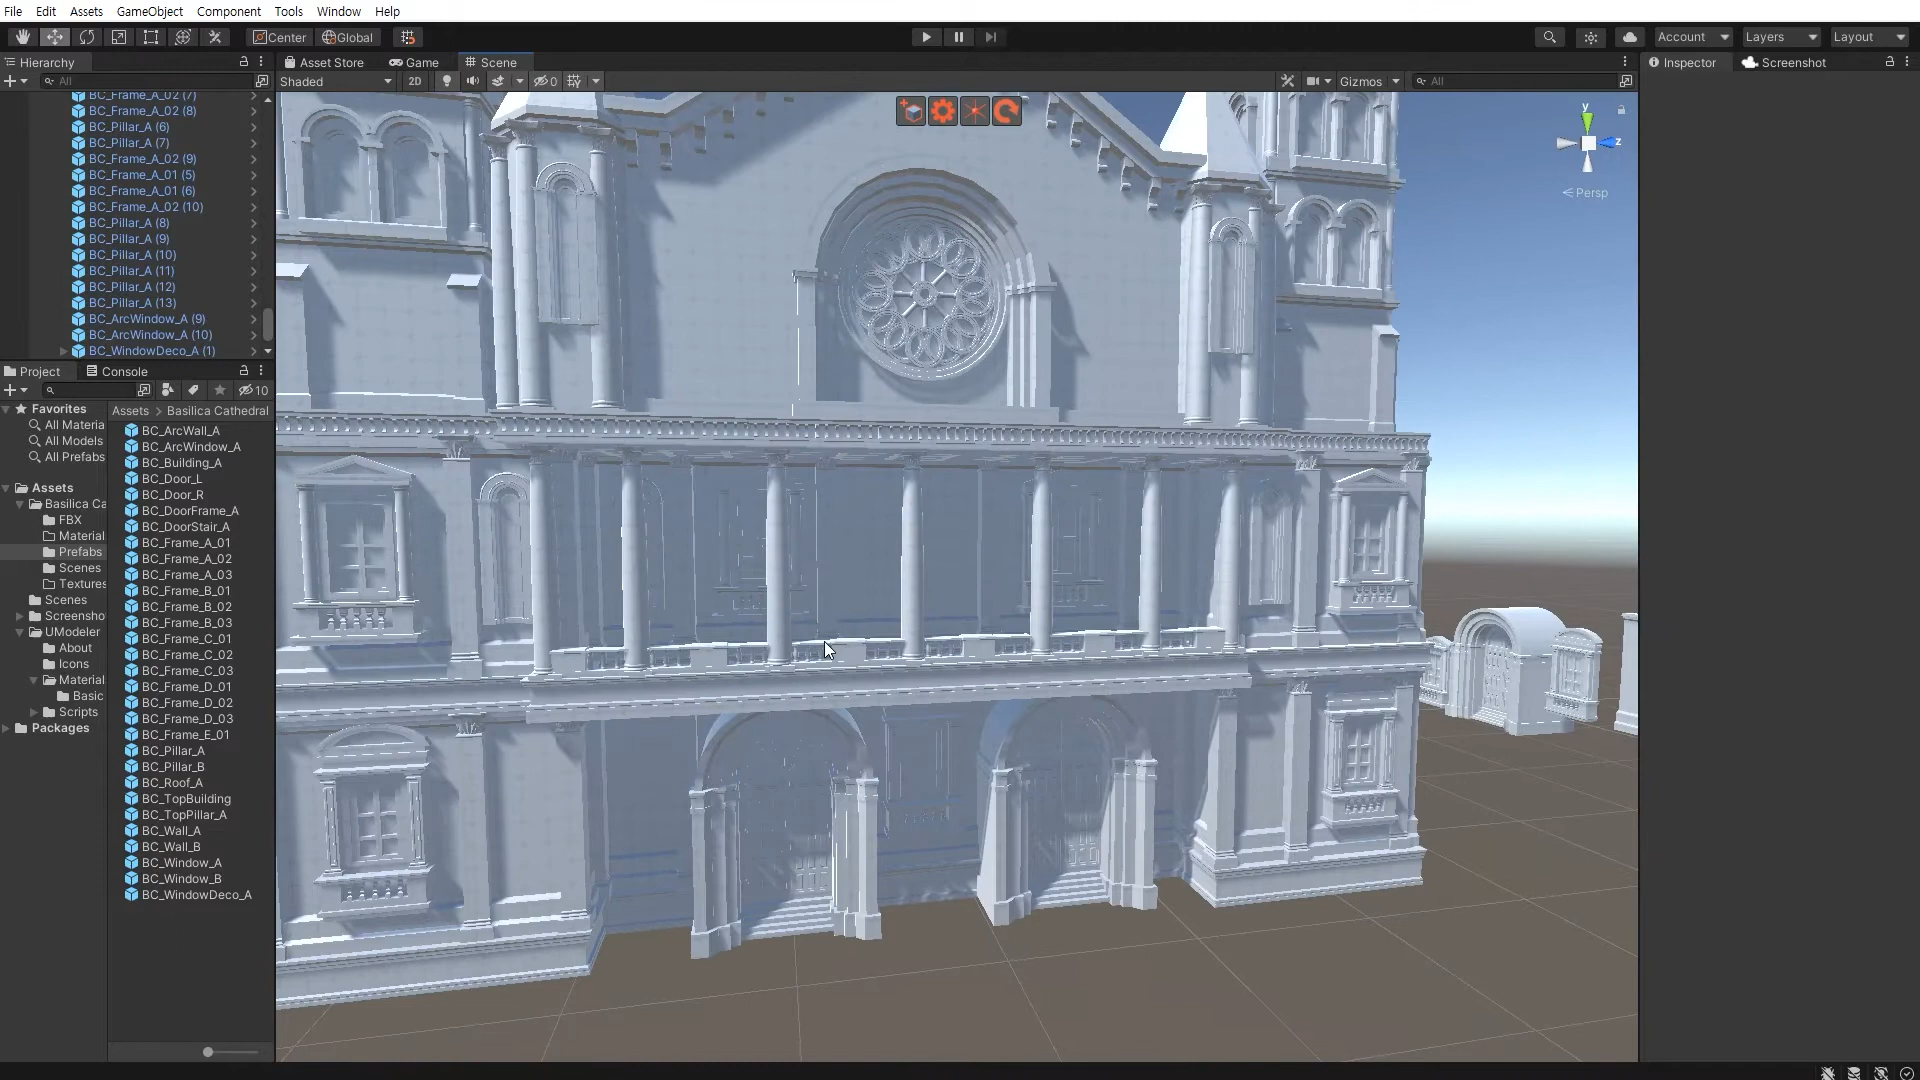 File Edit Assets GameObject Component Tools Window Help
Center Global Account Layers Layout
Hierarchy
Asset Store Game Scene
Inspector Screenshot
All
Shaded 2D 0 Gizmos All
BC_Frame_A_02 (7)
BC_Frame_A_02 (8)
BC_Pillar_A (6)
BC_Pillar_A (7)
BC_Frame_A_02 (9)
BC_Frame_A_01 (5)
BC_Frame_A_01 (6)
BC_Frame_A_02 (10)
BC_Pillar_A (8)
BC_Pillar_A (9)
BC_Pillar_A (10)
BC_Pillar_A (11)
BC_Pillar_A (12)
BC_Pillar_A (13)
BC_ArcWindow_A (9)
BC_ArcWindow_A (10)
BC_WindowDeco_A (1)
y
z
Persp
Project Console
10
Favorites
All Materia
All Models
All Prefabs
Assets
Basilica Ca
FBX
Material
Prefabs
Scenes
Textures
Scenes
Screensho
UModeler
About
Icons
Material
Basic
Scripts
Packages
Assets > Basilica Cathedral
BC_ArcWall_A
BC_ArcWindow_A
BC_Building_A
BC_Door_L
BC_Door_R
BC_DoorFrame_A
BC_DoorStair_A
BC_Frame_A_01
BC_Frame_A_02
BC_Frame_A_03
BC_Frame_B_01
BC_Frame_B_02
BC_Frame_B_03
BC_Frame_C_01
BC_Frame_C_02
BC_Frame_C_03
BC_Frame_D_01
BC_Frame_D_02
BC_Frame_D_03
BC_Frame_E_01
BC_Pillar_A
BC_Pillar_B
BC_Roof_A
BC_TopBuilding
BC_TopPillar_A
BC_Wall_A
BC_Wall_B
BC_Window_A
BC_Window_B
BC_WindowDeco_A